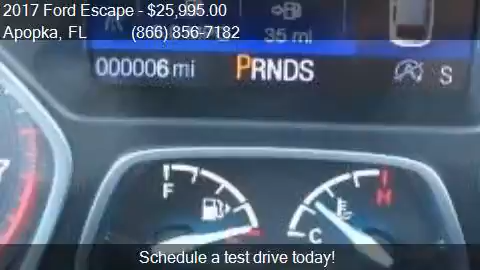 2017 Ford Escape - $25,995.00
Apopka, FL (866) 856-7182
35 mi
000006 mi PRNDS S
F H
C
Schedule a test drive today!